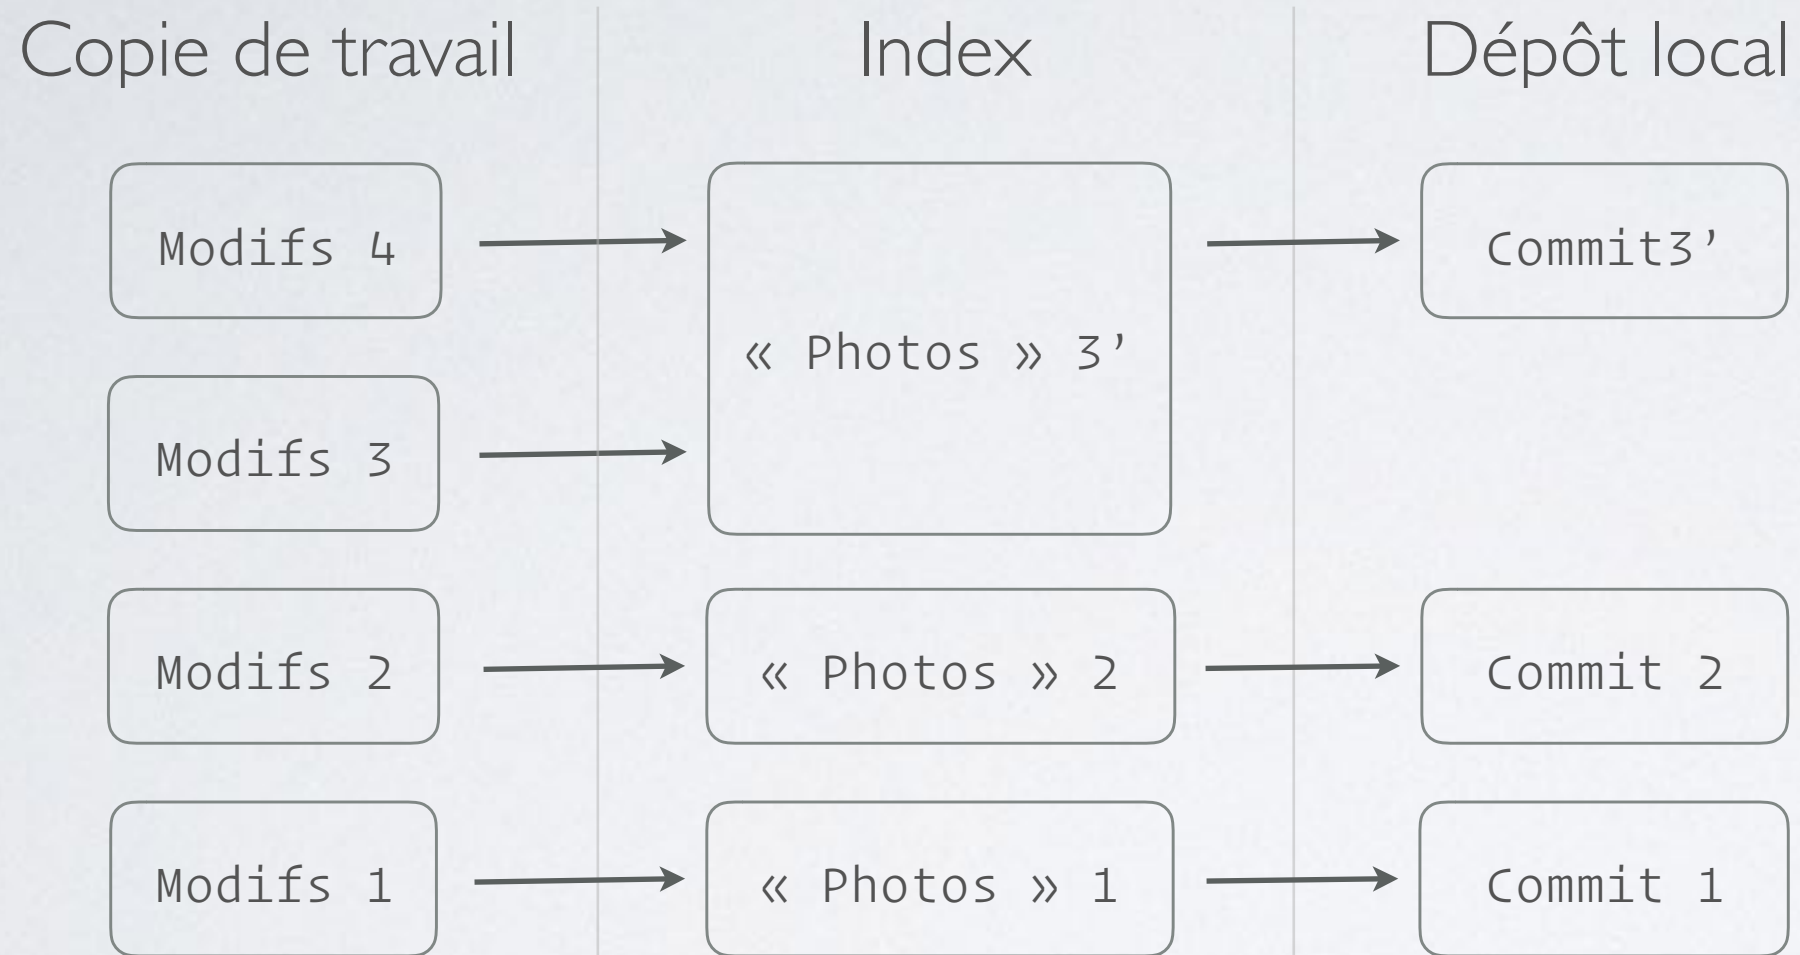 Copie de travail
Index
Dépôt local
Modifs 4
« Photos » 3’
Commit3’
Modifs 3
Modifs 2
« Photos » 2
Commit 2
Modifs 1
« Photos » 1
Commit 1